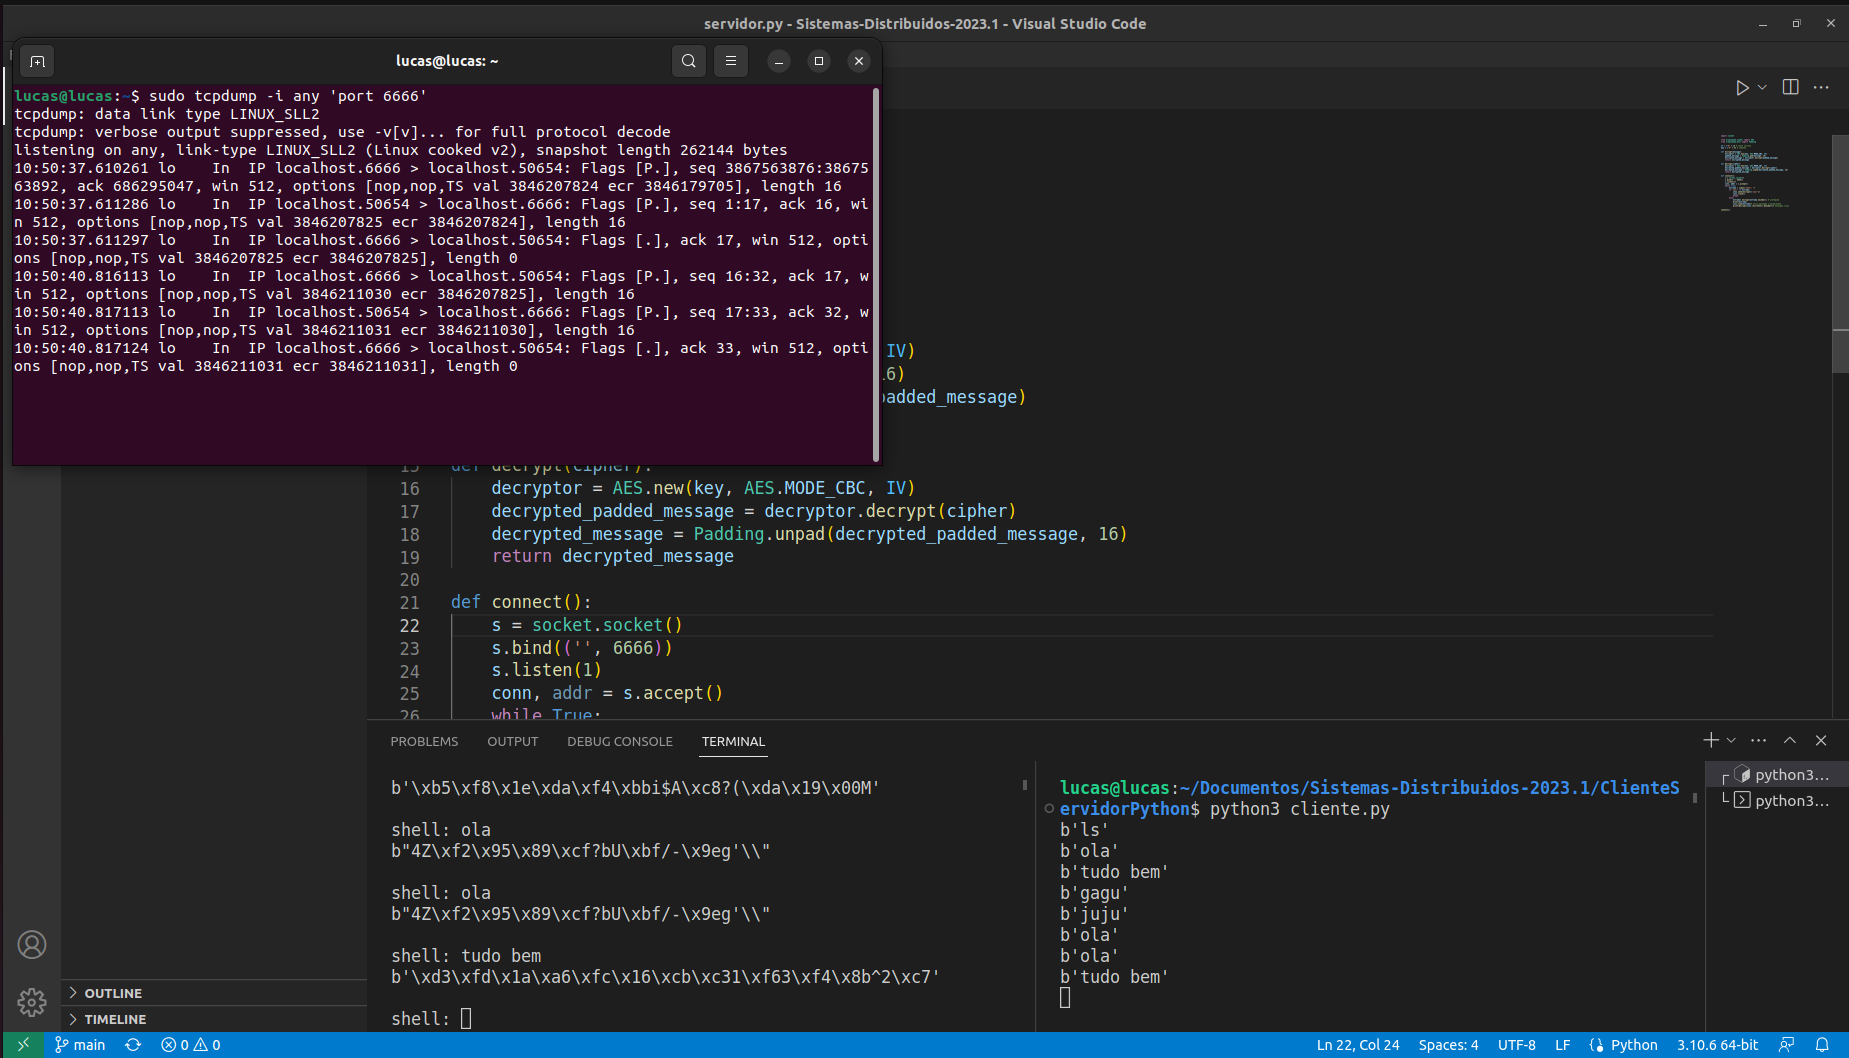 servidor.py - Sistemas-Distribuidos-2023.1 - Visual Studio Code
lucas@lucas: ~
lucas@lucas:~$ sudo tcpdump -i any 'port 6666'
tcpdump: data link type LINUX_SLL2
tcpdump: verbose output suppressed, use -v[v]... for full protocol decode
listening on any, link-type LINUX_SLL2 (Linux cooked v2), snapshot length 262144 bytes
10:50:37.610261 lo    In  IP localhost.6666 > localhost.50654: Flags [P.], seq 3867563876:38675
63892, ack 686295047, win 512, options [nop,nop,TS val 3846207824 ecr 3846179705], length 16
10:50:37.611286 lo    In  IP localhost.50654 > localhost.6666: Flags [P.], seq 1:17, ack 16, wi
n 512, options [nop,nop,TS val 3846207825 ecr 3846207824], length 16
10:50:37.611297 lo    In  IP localhost.6666 > localhost.50654: Flags [.], ack 17, win 512, opti
ons [nop,nop,TS val 3846207825 ecr 3846207825], length 0
10:50:40.816113 lo    In  IP localhost.6666 > localhost.50654: Flags [P.], seq 16:32, ack 17, w
in 512, options [nop,nop,TS val 3846211030 ecr 3846207825], length 16
10:50:40.817113 lo    In  IP localhost.50654 > localhost.6666: Flags [P.], seq 17:33, ack 32, w
in 512, options [nop,nop,TS val 3846211031 ecr 3846211030], length 16
10:50:40.817124 lo    In  IP localhost.6666 > localhost.50654: Flags [.], ack 33, win 512, opti
ons [nop,nop,TS val 3846211031 ecr 3846211031], length 0
IV)
16)
padded_message)
15 def decrypt(cipher):
16 decryptor = AES.new(key, AES.MODE_CBC, IV)
17 decrypted_padded_message = decryptor.decrypt(cipher)
18 decrypted_message = Padding.unpad(decrypted_padded_message, 16)
19 return decrypted_message
20
21 def connect():
22 s = socket.socket()
23 s.bind(('', 6666))
24 s.listen(1)
25 conn, addr = s.accept()
26 while True:
PROBLEMS OUTPUT DEBUG CONSOLE TERMINAL
b'\xb5\xf8\x1e\xda\xf4\xbbi$A\xc8?(\xda\x19\x00M'
shell: ola
b"4Z\xf2\x95\x89\xcf?bU\xbf/-\x9eg'\\"
shell: ola
b"4Z\xf2\x95\x89\xcf?bU\xbf/-\x9eg'\\"
shell: tudo bem
b'\xd3\xfd\x1a\xa6\xfc\x16\xcb\xc31\xf63\xf4\x8b^2\xc7'
shell:
lucas@lucas:~/Documentos/Sistemas-Distribuidos-2023.1/ClienteS
ervidorPython$ python3 cliente.py
b'ls'
b'ola'
b'tudo bem'
b'gagu'
b'juju'
b'ola'
b'ola'
b'tudo bem'
python3...
python3...
OUTLINE
TIMELINE
main 0 0 Ln 22, Col 24 Spaces: 4 UTF-8 LF Python 3.10.6 64-bit